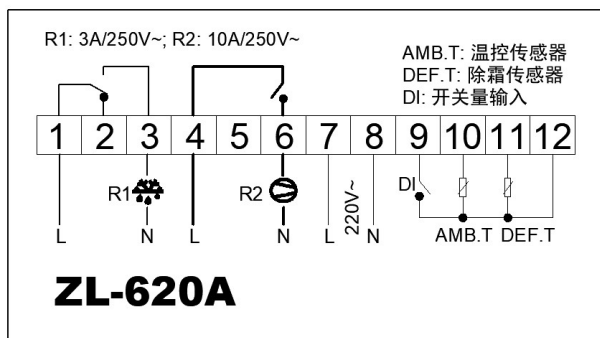 R1: 3A/250V~; R2: 10A/250V~
AMB.T: 温控传感器
DEF.T: 除霜传感器
DI: 开关量输入
1 2 3 4 5 6 7 8 9 10 11 12
R1 R2 220V~ DI
L N L N L N AMB.T DEF.T
ZL-620A